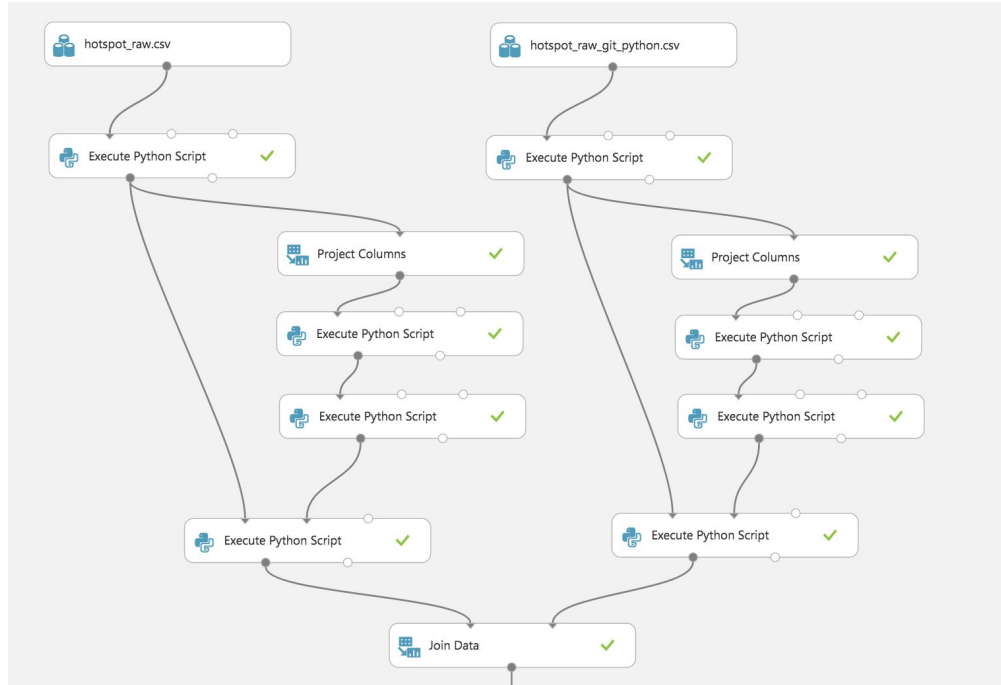 hotspot_raw.csv
hotspot_raw_git_python.csv
Execute Python Script
Execute Python Script
Project Columns
Project Columns
Execute Python Script
Execute Python Script
Execute Python Script
Execute Python Script
Execute Python Script
Execute Python Script
Join Data